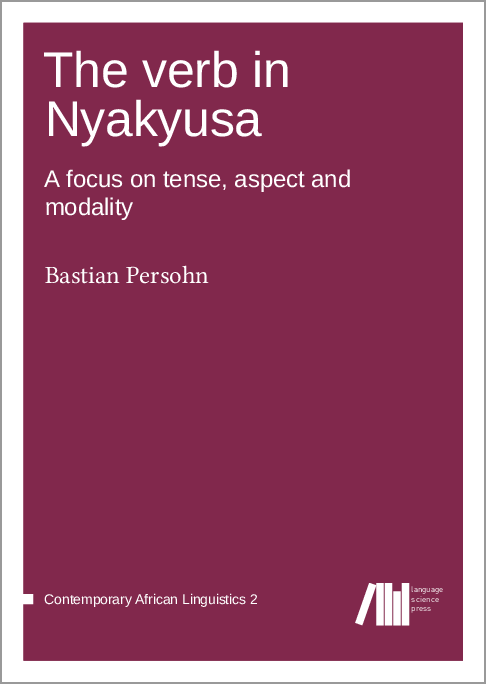 The verb in
Nyakyusa
A focus on tense, aspect and
modality
Bastian Persohn
Contemporary African Linguistics 2
language
science
press